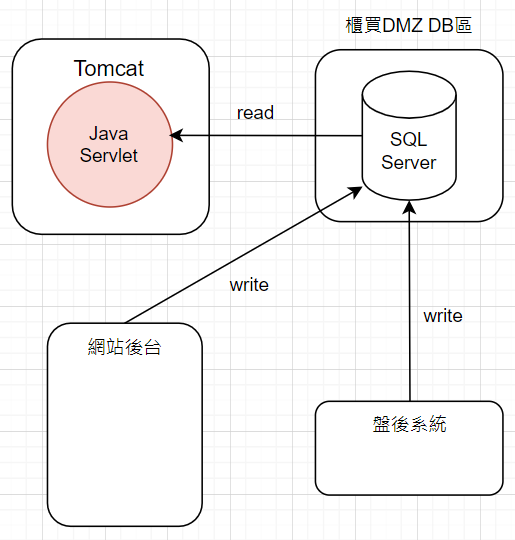 櫃買DMZ DB區
Tomcat
Java
Servlet
read
SQL
Server
write
write
網站後台
盤後系統